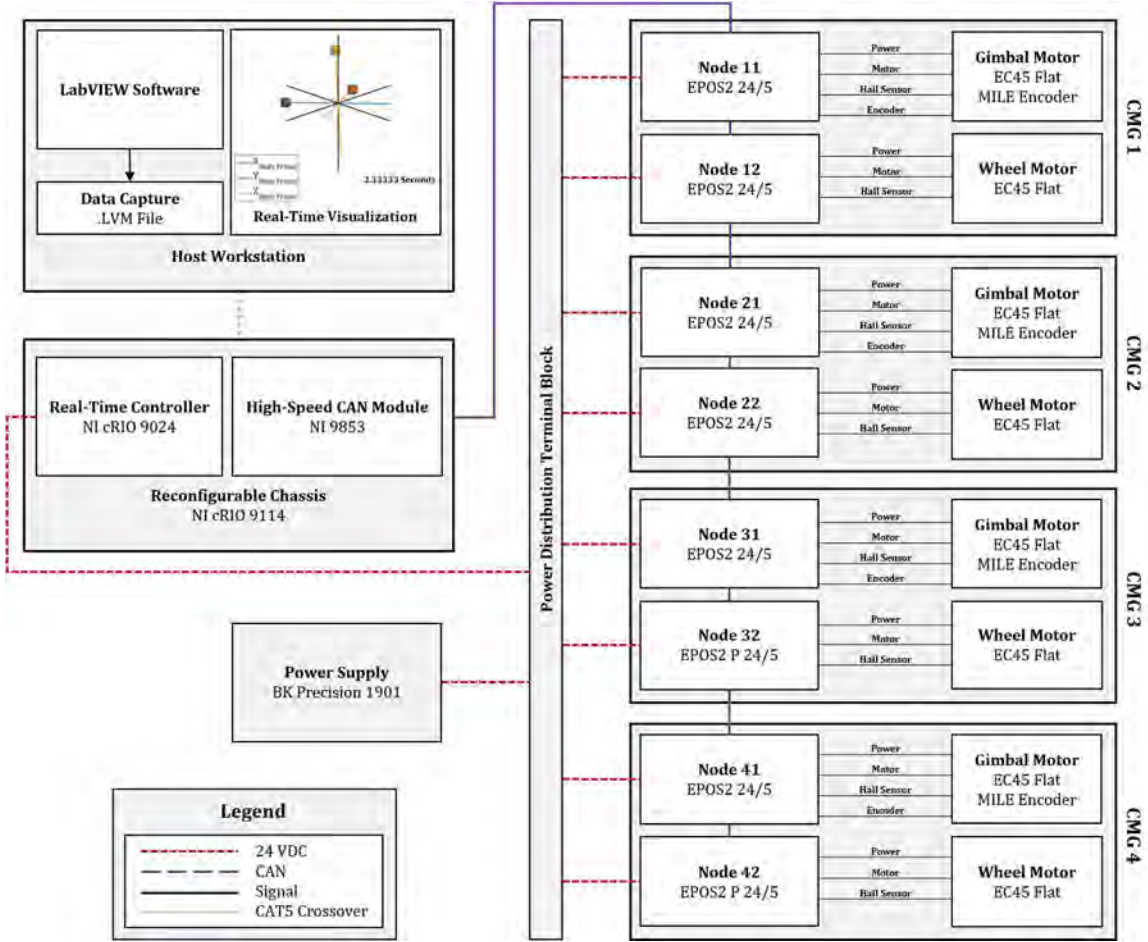 LabVIEW Software
Data Capture
.LVM File
X
Body Frame
Y
Body Frame
Z
Body Frame
2.33333 Seconds
Real-Time Visualization
Host Workstation
Real-Time Controller
NI cRIO 9024
High-Speed CAN Module
NI 9853
Reconfigurable Chassis
NI cRIO 9114
Power Supply
BK Precision 1901
Legend
24 VDC
CAN
Signal
CAT5 Crossover
Power Distribution Terminal Block
Node 11
EPOS2 24/5
Power
Motor
Hall Sensor
Encoder
Gimbal Motor
EC45 Flat
MILE Encoder
Node 12
EPOS2 24/5
Power
Motor
Hall Sensor
Wheel Motor
EC45 Flat
CMG 1
Node 21
EPOS2 24/5
Power
Motor
Hall Sensor
Encoder
Gimbal Motor
EC45 Flat
MILE Encoder
Node 22
EPOS2 24/5
Power
Motor
Hall Sensor
Wheel Motor
EC45 Flat
CMG 2
Node 31
EPOS2 24/5
Power
Motor
Hall Sensor
Encoder
Gimbal Motor
EC45 Flat
MILE Encoder
Node 32
EPOS2 P 24/5
Power
Motor
Hall Sensor
Wheel Motor
EC45 Flat
CMG 3
Node 41
EPOS2 24/5
Power
Motor
Hall Sensor
Encoder
Gimbal Motor
EC45 Flat
MILE Encoder
Node 42
EPOS2 P 24/5
Power
Motor
Hall Sensor
Wheel Motor
EC45 Flat
CMG 4